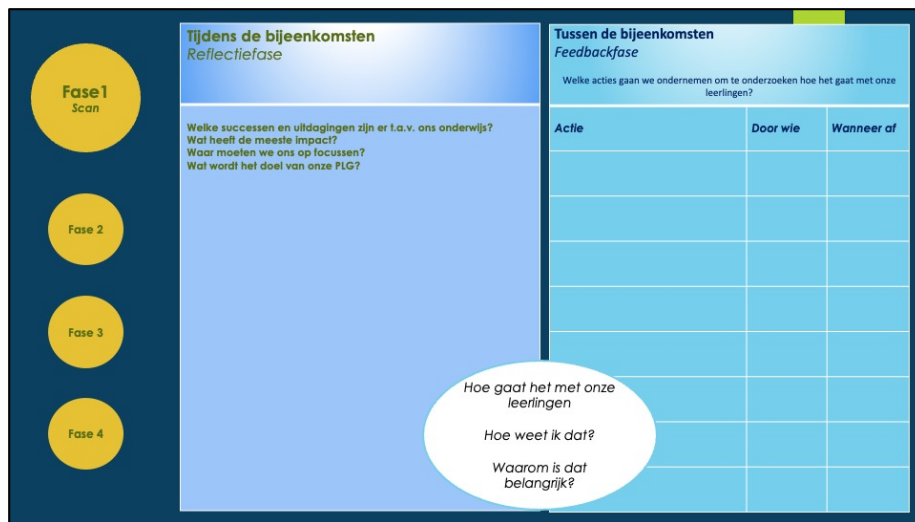 Fase1
Scan
Fase 2
Fase 3
Fase 4
Tijdens de bijeenkomsten
Reflectiefase
Welke successen en uitdagingen zijn er t.a.v. ons onderwijs?
Wat heeft de meeste impact?
Waar moeten we ons op focussen?
Wat wordt het doel van onze PLG?
Tussen de bijeenkomsten
Feedbackfase
Welke acties gaan we ondernemen om te onderzoeken hoe het gaat met onze
leerlingen?
Actie Door wie Wanneer af
Hoe gaat het met onze
leerlingen
Hoe weet ik dat?
Waarom is dat
belangrijk?